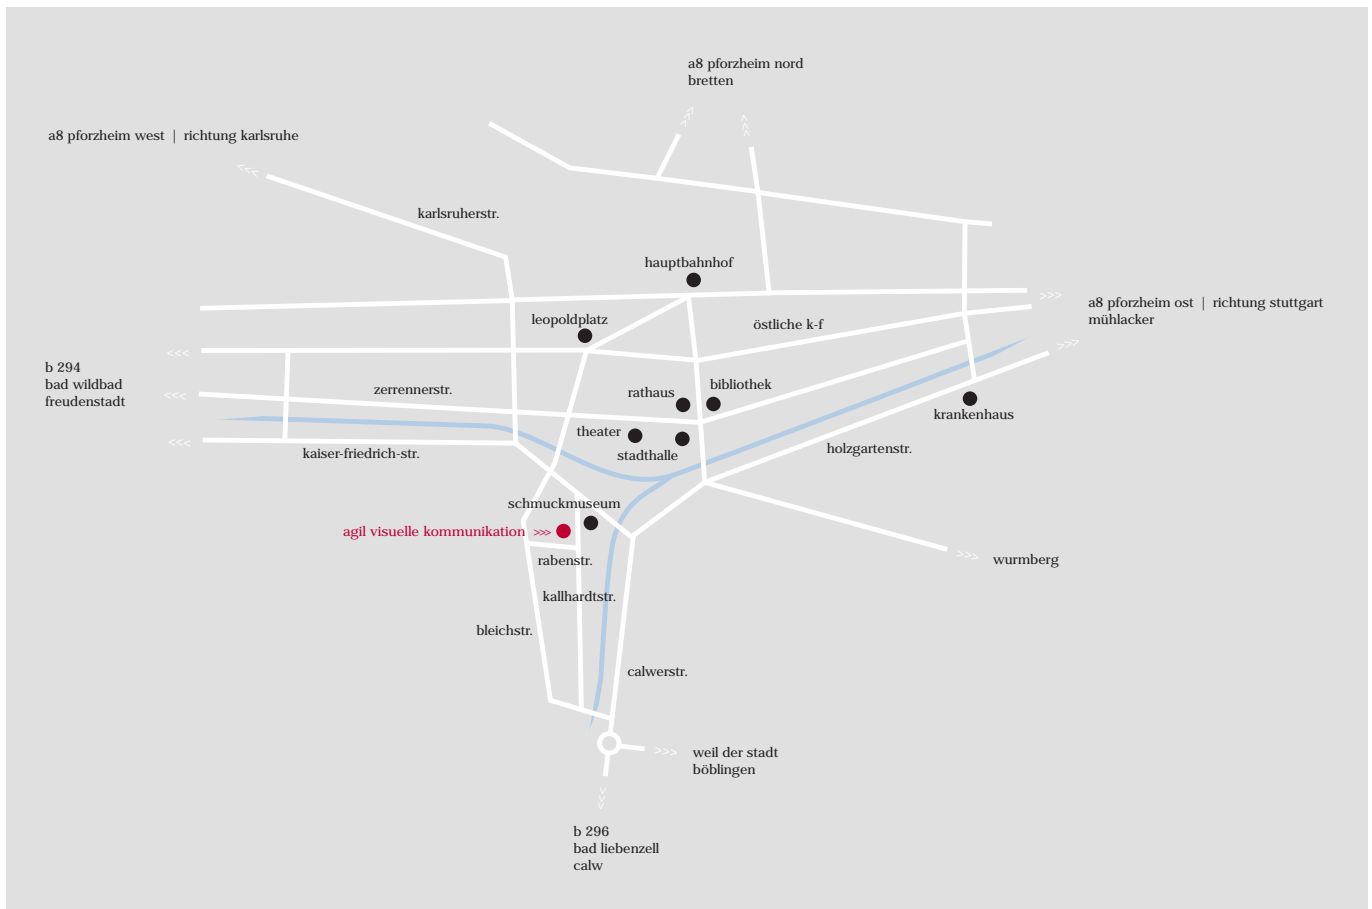 a8 pforzheim nord
bretten
a8 pforzheim west | richtung karlsruhe
>>>
>>>
<<<
karlsruherstr.
hauptbahnhof
>>>
a8 pforzheim ost | richtung stuttgart
mühlacker
leopoldplatz
östliche k-f
>>>
<<<
b 294
bad wildbad
freudenstadt
<<<
zerrennerstr.
rathaus
bibliothek
krankenhaus
theater
<<<
kaiser-friedrich-str.
stadthalle
holzgartenstr.
schmuckmuseum
agil visuelle kommunikation >>>
rabenstr.
>>>
wurmberg
kallhardtstr.
bleichstr.
calwerstr.
>>>
weil der stadt
böblingen
>>>
b 296
bad liebenzell
calw